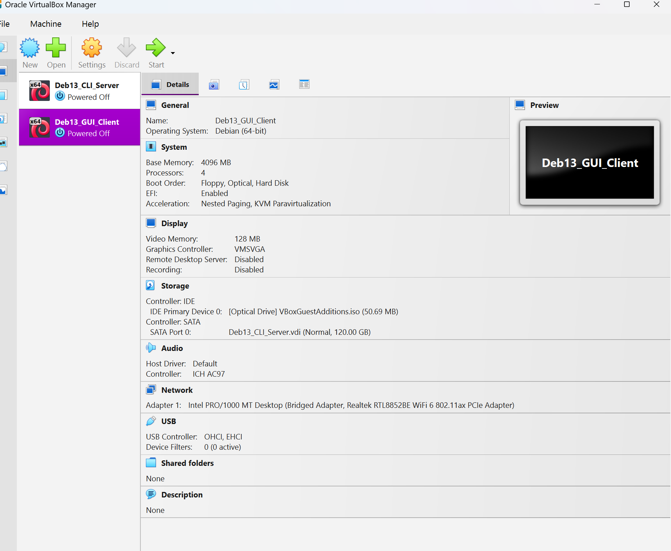 Oracle VirtualBox Manager
File Machine Help
New Open Settings Discard Start
x64 Deb13_CLI_Server
Powered Off
x64 Deb13_GUI_Client
Powered Off
Details
General
Name: Deb13_GUI_Client
Operating System: Debian (64-bit)
Preview
Deb13_GUI_Client
System
Base Memory: 4096 MB
Processors: 4
Boot Order: Floppy, Optical, Hard Disk
EFI: Enabled
Acceleration: Nested Paging, KVM Paravirtualization
Display
Video Memory: 128 MB
Graphics Controller: VMSVGA
Remote Desktop Server: Disabled
Recording: Disabled
Storage
Controller: IDE
IDE Primary Device 0: [Optical Drive] VBoxGuestAdditions.iso (50.69 MB)
Controller: SATA
SATA Port 0: Deb13_CLI_Server.vdi (Normal, 120.00 GB)
Audio
Host Driver: Default
Controller: ICH AC97
Network
Adapter 1: Intel PRO/1000 MT Desktop (Bridged Adapter, Realtek RTL8852BE WiFi 6 802.11ax PCIe Adapter)
USB
USB Controller: OHCI, EHCI
Device Filters: 0 (0 active)
Shared folders
None
Description
None